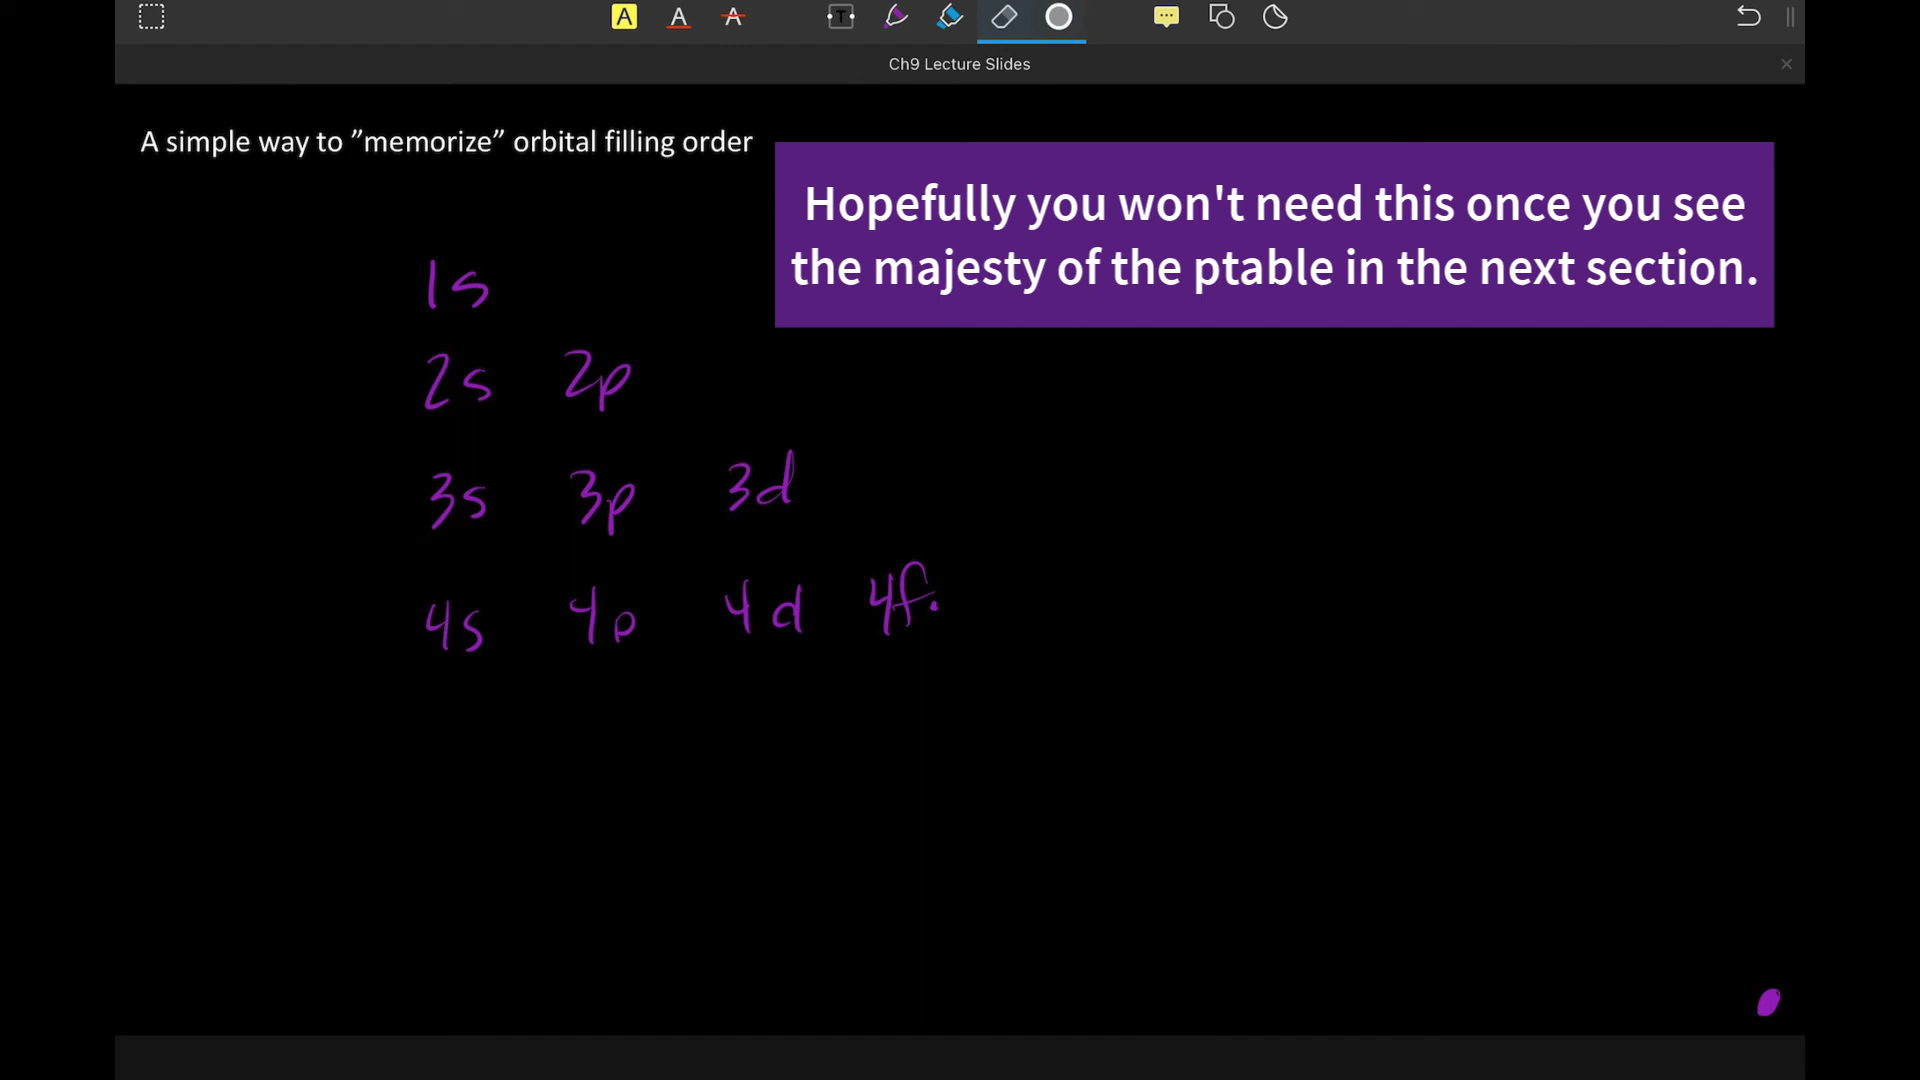 A A A T
Ch9 Lecture Slides
A simple way to ”memorize” orbital filling order
Hopefully you won't need this once you see
the majesty of the ptable in the next section.
1s
2s 2p
3s 3p 3d
4s 4p 4d 4f